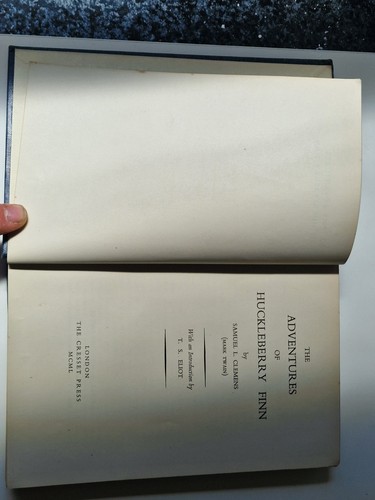 THE
ADVENTURES
OF
HUCKLEBERRY FINN
by
SAMUEL L. CLEMENS
(MARK TWAIN)
With an Introduction by
T. S. ELIOT
LONDON
THE CRESSET PRESS
MCML